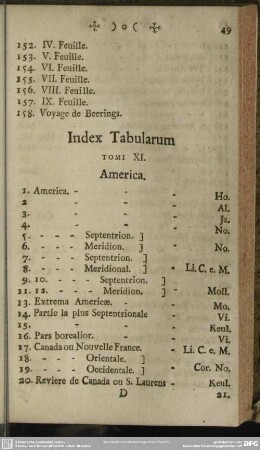 49
152. IV. Feuille.
153. V. Feuille.
154. VI. Feuille.
155. VII. Feuille.
156. VIII. Feuille.
157. IX. Feuille.
158. Voyage de Beerings.
Index Tabularum
TOMI XI.
America.
1. America. - - - - Ho.
2 - - - - Al.
3. - - - - Ja.
4. - - - - No.
5. - - - Septentrion. ]
6. - - - Meridion. ] - No.
7. - - - Septentrion. ]
8. - - - Meridional. ] - Li. C. e. M.
9. 10. - - - Septentrion. ]
11. 12. - - - Meridion. ] - Moll.
13. Extrema Americæ. - - Mo.
14. Partie la plus Septentrionale - Vi.
15. - - - - Keul.
16. Pars borealior. - - Vi.
17. Canada ou Nouvelle France. - Li. C. e. M.
18. - - - Orientale. ]
19. - - - Occidentale. ] - Cor. No.
20. Reviere de Canada ou S. Laurens - Keul.
D 21.